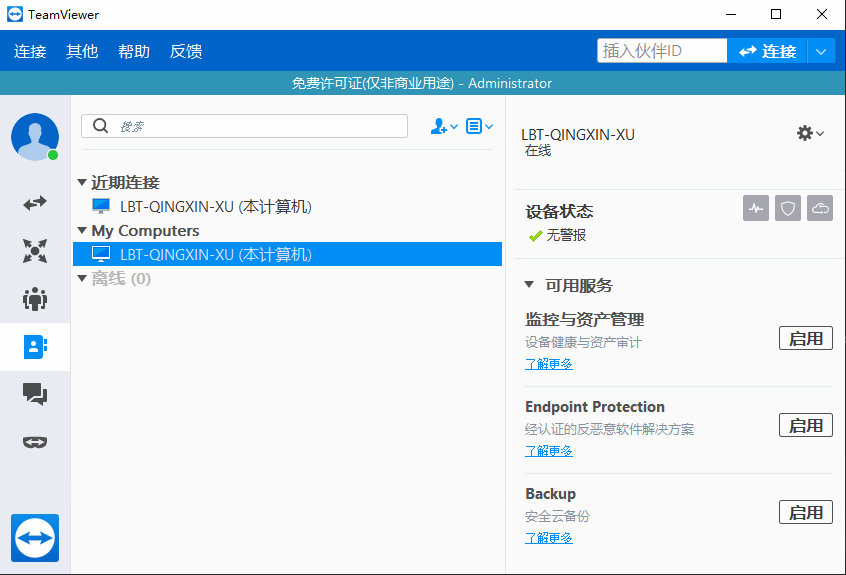 TeamViewer
连接 其他 帮助 反馈 插入伙伴ID 连接
免费许可证(仅非商业用途) - Administrator
搜索
LBT-QINGXIN-XU
在线
近期连接
LBT-QINGXIN-XU (本计算机)
My Computers
LBT-QINGXIN-XU (本计算机)
离线 (0)
设备状态
无警报
可用服务
监控与资产管理
设备健康与资产审计
了解更多
启用
Endpoint Protection
经认证的反恶意软件解决方案
了解更多
启用
Backup
安全云备份
了解更多
启用